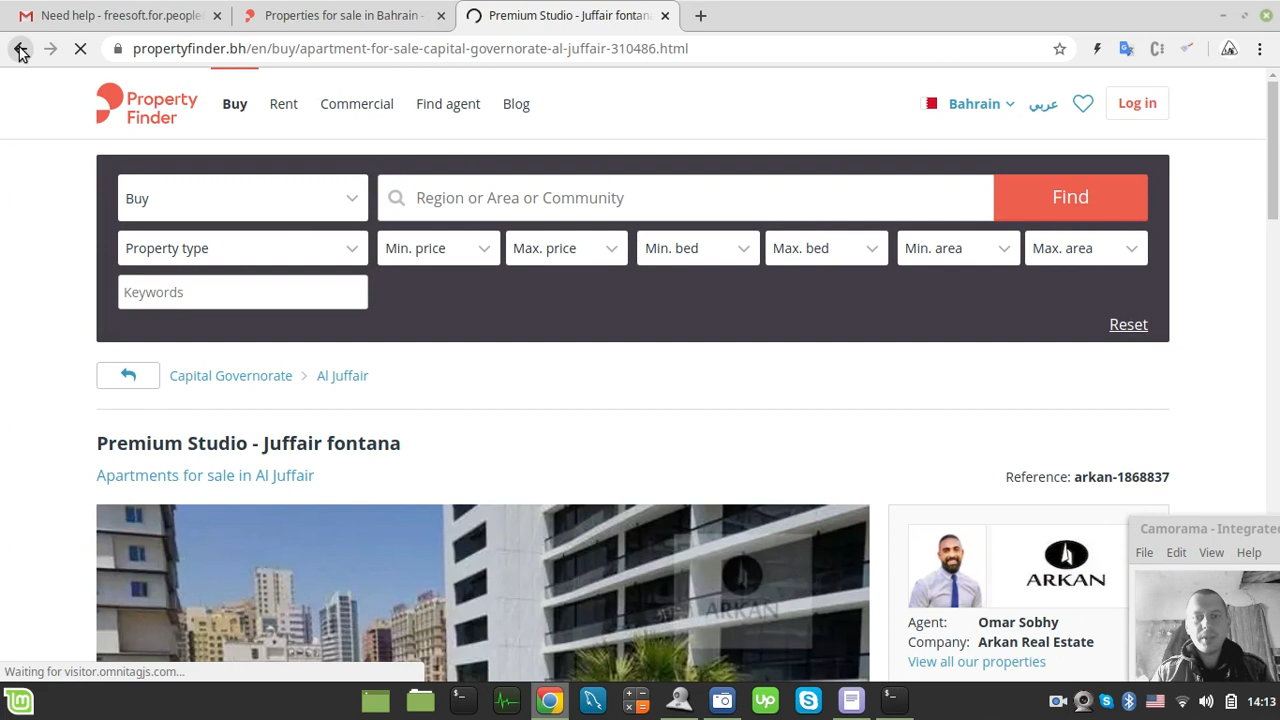 Need help - freesoft.for.people
Properties for sale in Bahrain -
Premium Studio - Juffair fontana
propertyfinder.bh/en/buy/apartment-for-sale-capital-governorate-al-juffair-310486.html
Property Finder
Buy
Rent
Commercial
Find agent
Blog
Bahrain
عربي
Log in
Buy
Region or Area or Community
Find
Property type
Min. price
Max. price
Min. bed
Max. bed
Min. area
Max. area
Keywords
Reset
Capital Governorate
Al Juffair
Premium Studio - Juffair fontana
Apartments for sale in Al Juffair
Reference: arkan-1868837
ARKAN
ARKAN
Agent: Omar Sobhy
Company: Arkan Real Estate
View all our properties
Camorama - Integrated
File Edit View Help
Waiting for visitor.omnitagjs.com...
14:13